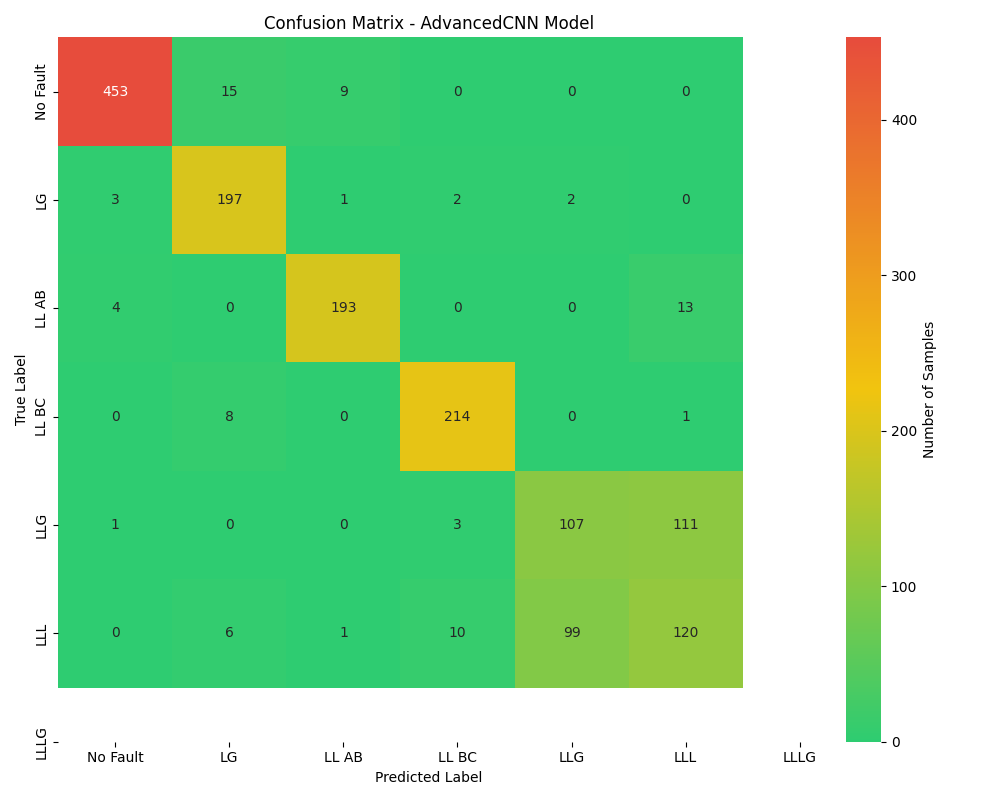 Confusion Matrix - AdvancedCNN Model
True Label
No Fault 453 15 9 0 0 0
LG 3 197 1 2 2 0
LL AB 4 0 193 0 0 13
LL BC 0 8 0 214 0 1
LLG 1 0 0 3 107 111
LLL 0 6 1 10 99 120
LLLG
No Fault LG LL AB LL BC LLG LLL LLLG
Predicted Label
400
300
200
100
0
Number of Samples